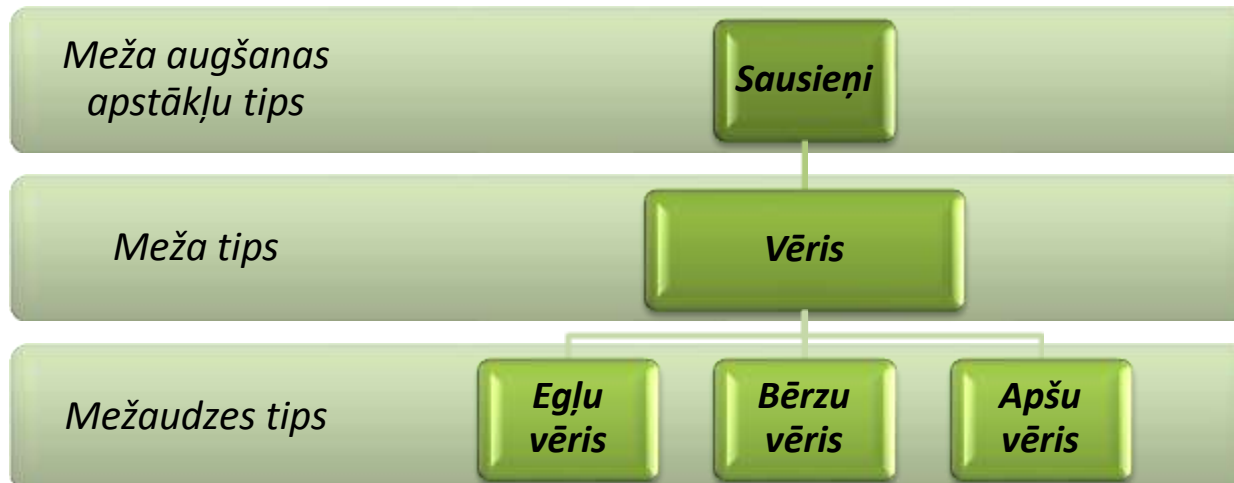 Meža augšanas
apstākļu tips
Sausieņi
Meža tips
Vēris
Mežaudzes tips
Egļu
vēris
Bērzu
vēris
Apšu
vēris